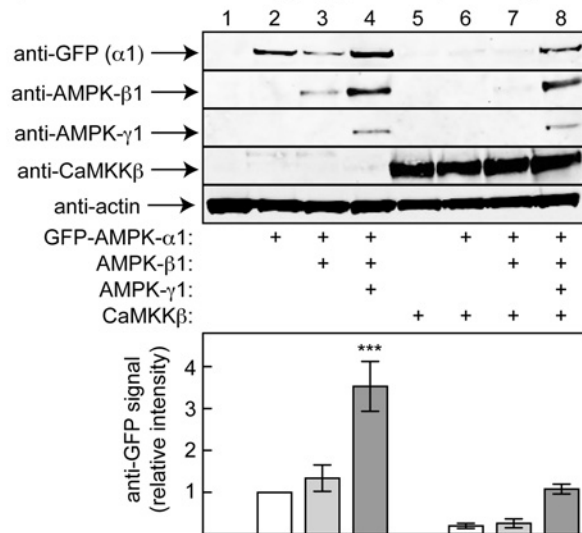 1 2 3 4 5 6 7 8
anti-GFP (α1)
anti-AMPK-β1
anti-AMPK-γ1
anti-CaMKKβ
anti-actin
GFP-AMPK-α1: + + + + + +
AMPK-β1: + + + +
AMPK-γ1: + +
CaMKKβ: + + + +
anti-GFP signal
(relative intensity)
4
3
2
1
***